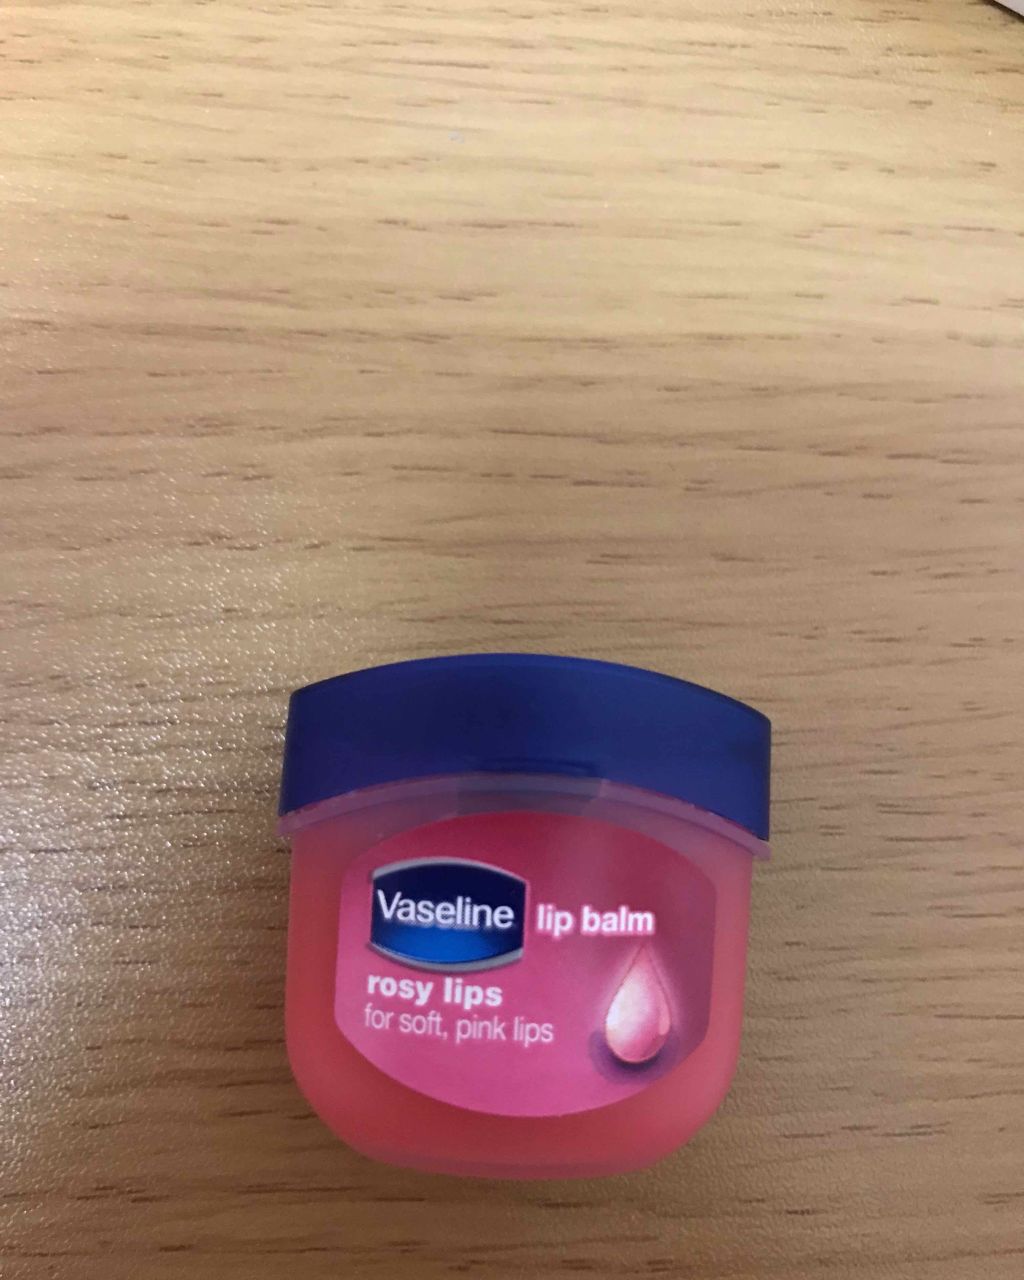 Vaseline lip balm
rosy lips
for soft, pink lips